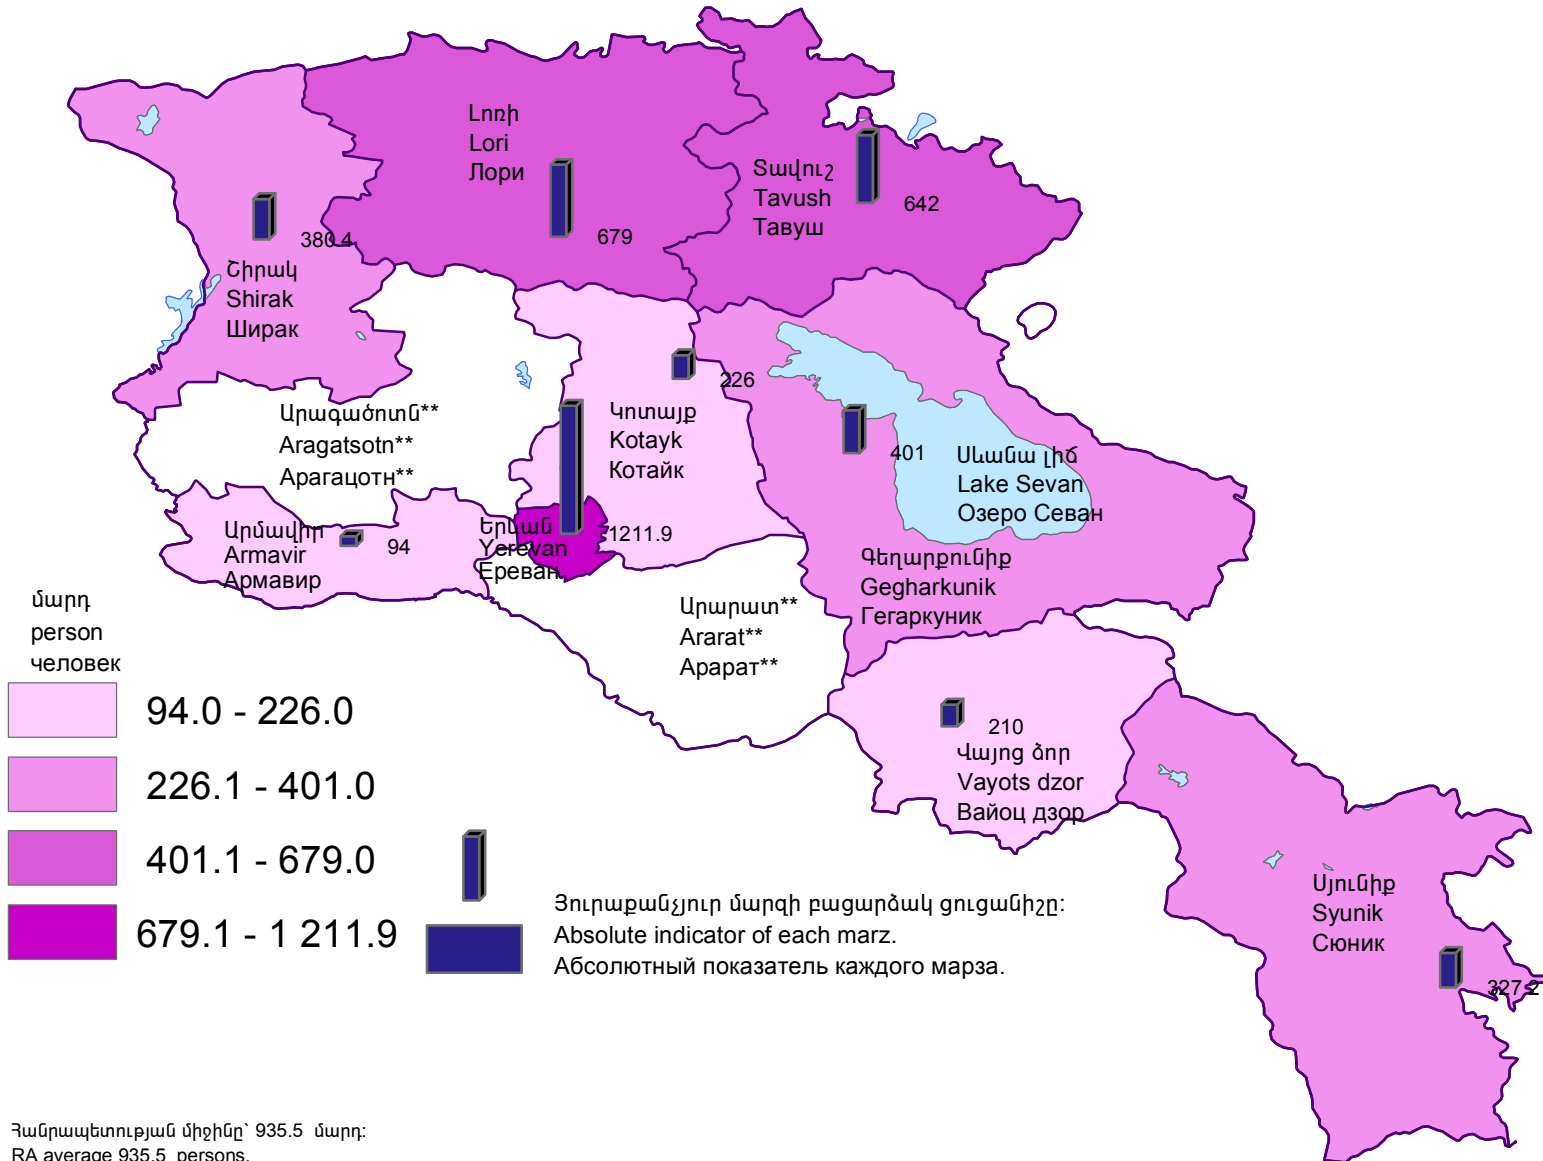 Լոռի
Lori
Лори
679
Տավուշ
Tavush
Тавуш
642
380.4
Շիրակ
Shirak
Ширак
226
Կոտայք
Kotayk
Котайк
Արագածոտն**
Aragatsotn**
Арагацотн**
401
Սևանա լիճ
Lake Sevan
Озеро Севан
Արմավիր
Armavir
Армавир
94
Երևան
Yerevan
Ереван
1211.9
Գեղարքունիք
Gegharkunik
Гегаркуник
Արարատ**
Ararat**
Арарат**
210
Վայոց ձոր
Vayots dzor
Вайоц дзор
Սյունիք
Syunik
Сюник
327.2
մարդ
person
человек
94.0 - 226.0
226.1 - 401.0
401.1 - 679.0
679.1 - 1 211.9
Յուրաքանչյուր մարզի բացարձակ ցուցանիշը:
Absolute indicator of each marz.
Абсолютный показатель каждого марза.
Հանրապետության միջինը` 935.5 մարդ:
RA average 935.5 persons.